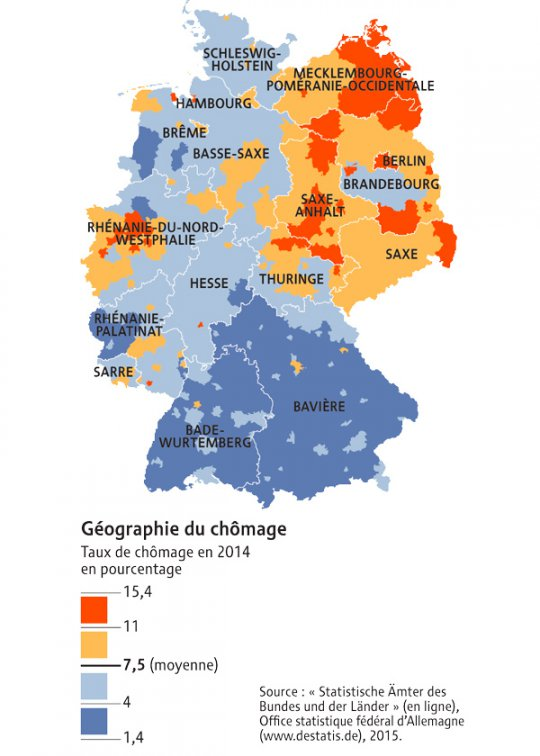 SCHLESWIG-
HOLSTEIN
MECKLEMBOURG-
POMÉRANIE-OCCIDENTALE
HAMBOURG
BRÊME
BASSE-SAXE
BERLIN
BRANDEBOURG
SAXE-
ANHALT
RHÉNANIE-DU-NORD-
WESTPHALIE
SAXE
HESSE
THURINGE
RHÉNANIE-
PALATINAT
SARRE
BAVIÈRE
BADE-
WURTEMBERG
Géographie du chômage
Taux de chômage en 2014
en pourcentage
15,4
11
7,5 (moyenne)
4
1,4
Source : « Statistische Ämter des
Bundes und der Länder » (en ligne),
Office statistique fédéral d'Allemagne
(www.destatis.de), 2015.